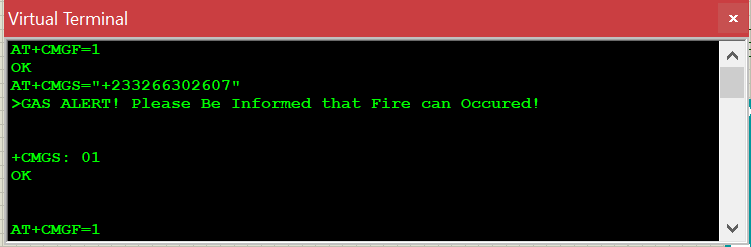 Virtual Terminal
AT+CMGF=1
OK
AT+CMGS="+233266302607"
>GAS ALERT! Please Be Informed that Fire can Occured!
+CMGS: 01
OK
AT+CMGF=1